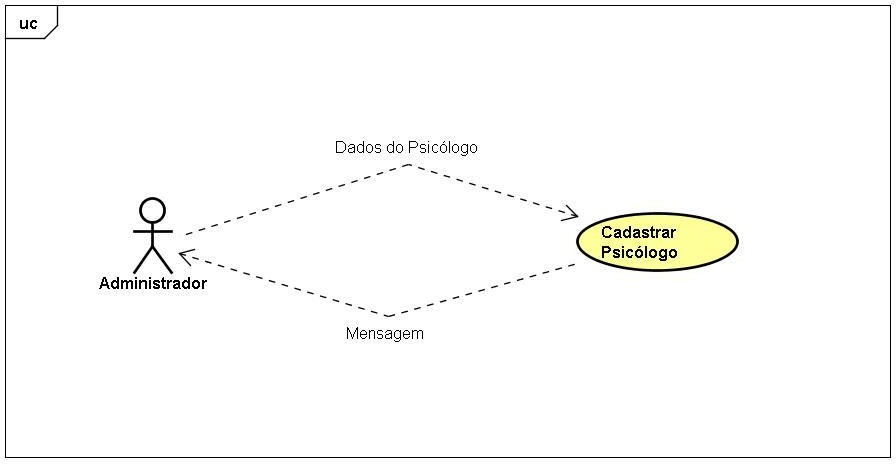 uc
Dados do Psicólogo
Cadastrar
Psicólogo
Administrador
Mensagem